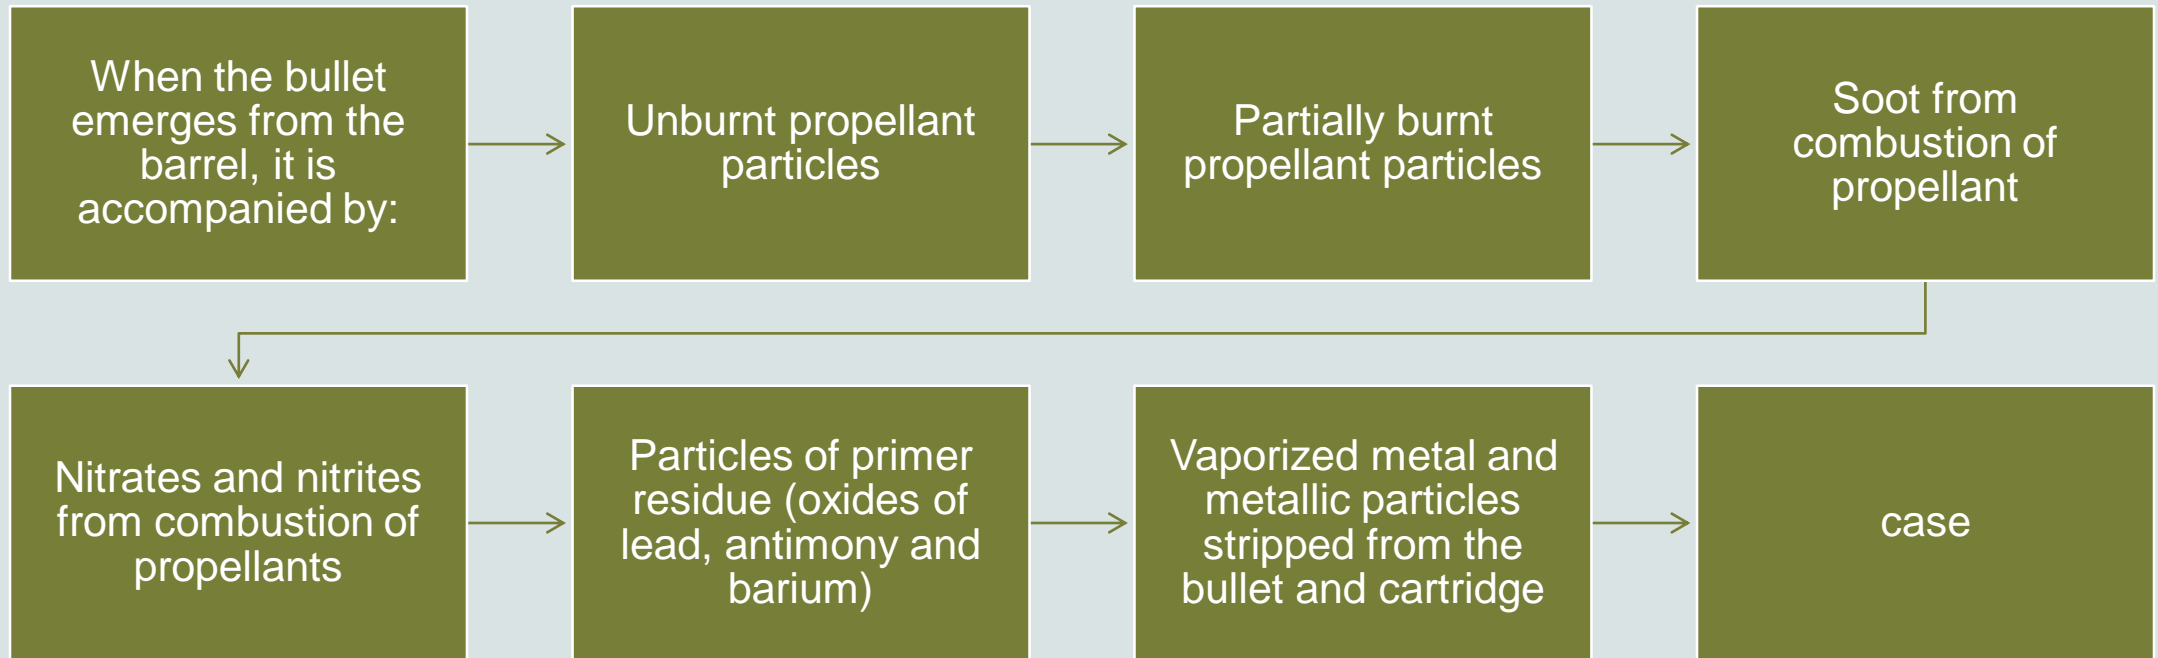 When the bullet
emerges from the
barrel, it is
accompanied by:
Unburnt propellant
particles
Partially burnt
propellant particles
Soot from
combustion of
propellant
Nitrates and nitrites
from combustion of
propellants
Particles of primer
residue (oxides of
lead, antimony and
barium)
Vaporized metal and
metallic particles
stripped from the
bullet and cartridge
case